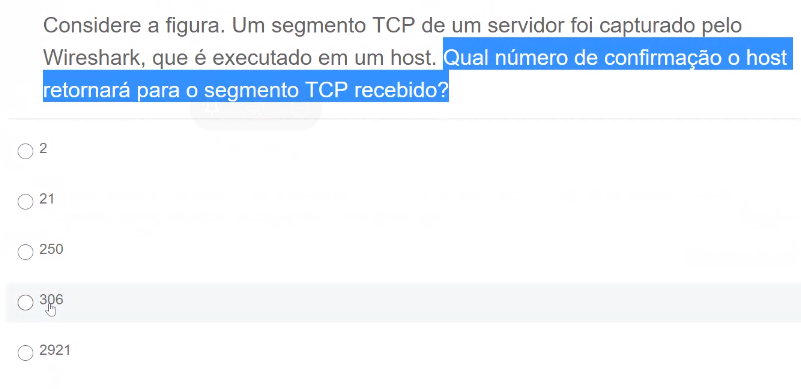 Considere a figura. Um segmento TCP de um servidor foi capturado pelo
Wireshark, que é executado em um host. Qual número de confirmação o host
retornará para o segmento TCP recebido?
2
21
250
306
2921